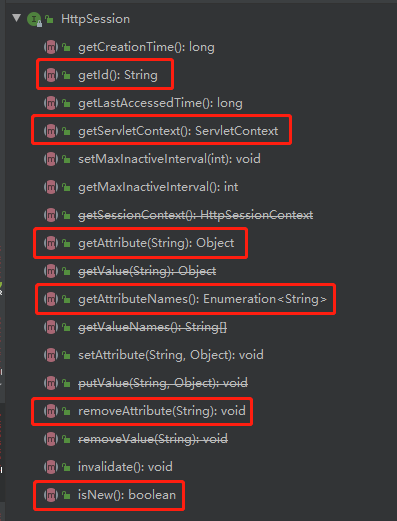 HttpSession
getCreationTime(): long
getId(): String
getLastAccessedTime(): long
getServletContext(): ServletContext
setMaxInactiveInterval(int): void
getMaxInactiveInterval(): int
getSessionContext(): HttpSessionContext
getAttribute(String): Object
getValue(String): Object
getAttributeNames(): Enumeration<String>
getValueNames(): String[]
setAttribute(String, Object): void
putValue(String, Object): void
removeAttribute(String): void
removeValue(String): void
invalidate(): void
isNew(): boolean